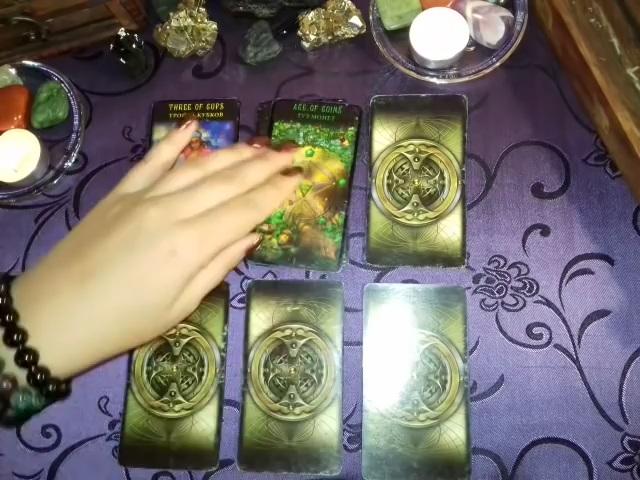 THREE OF CUPS
ТРОЙКА КУБКОВ
ACE OF COINS
ТУЗ МОНЕТ